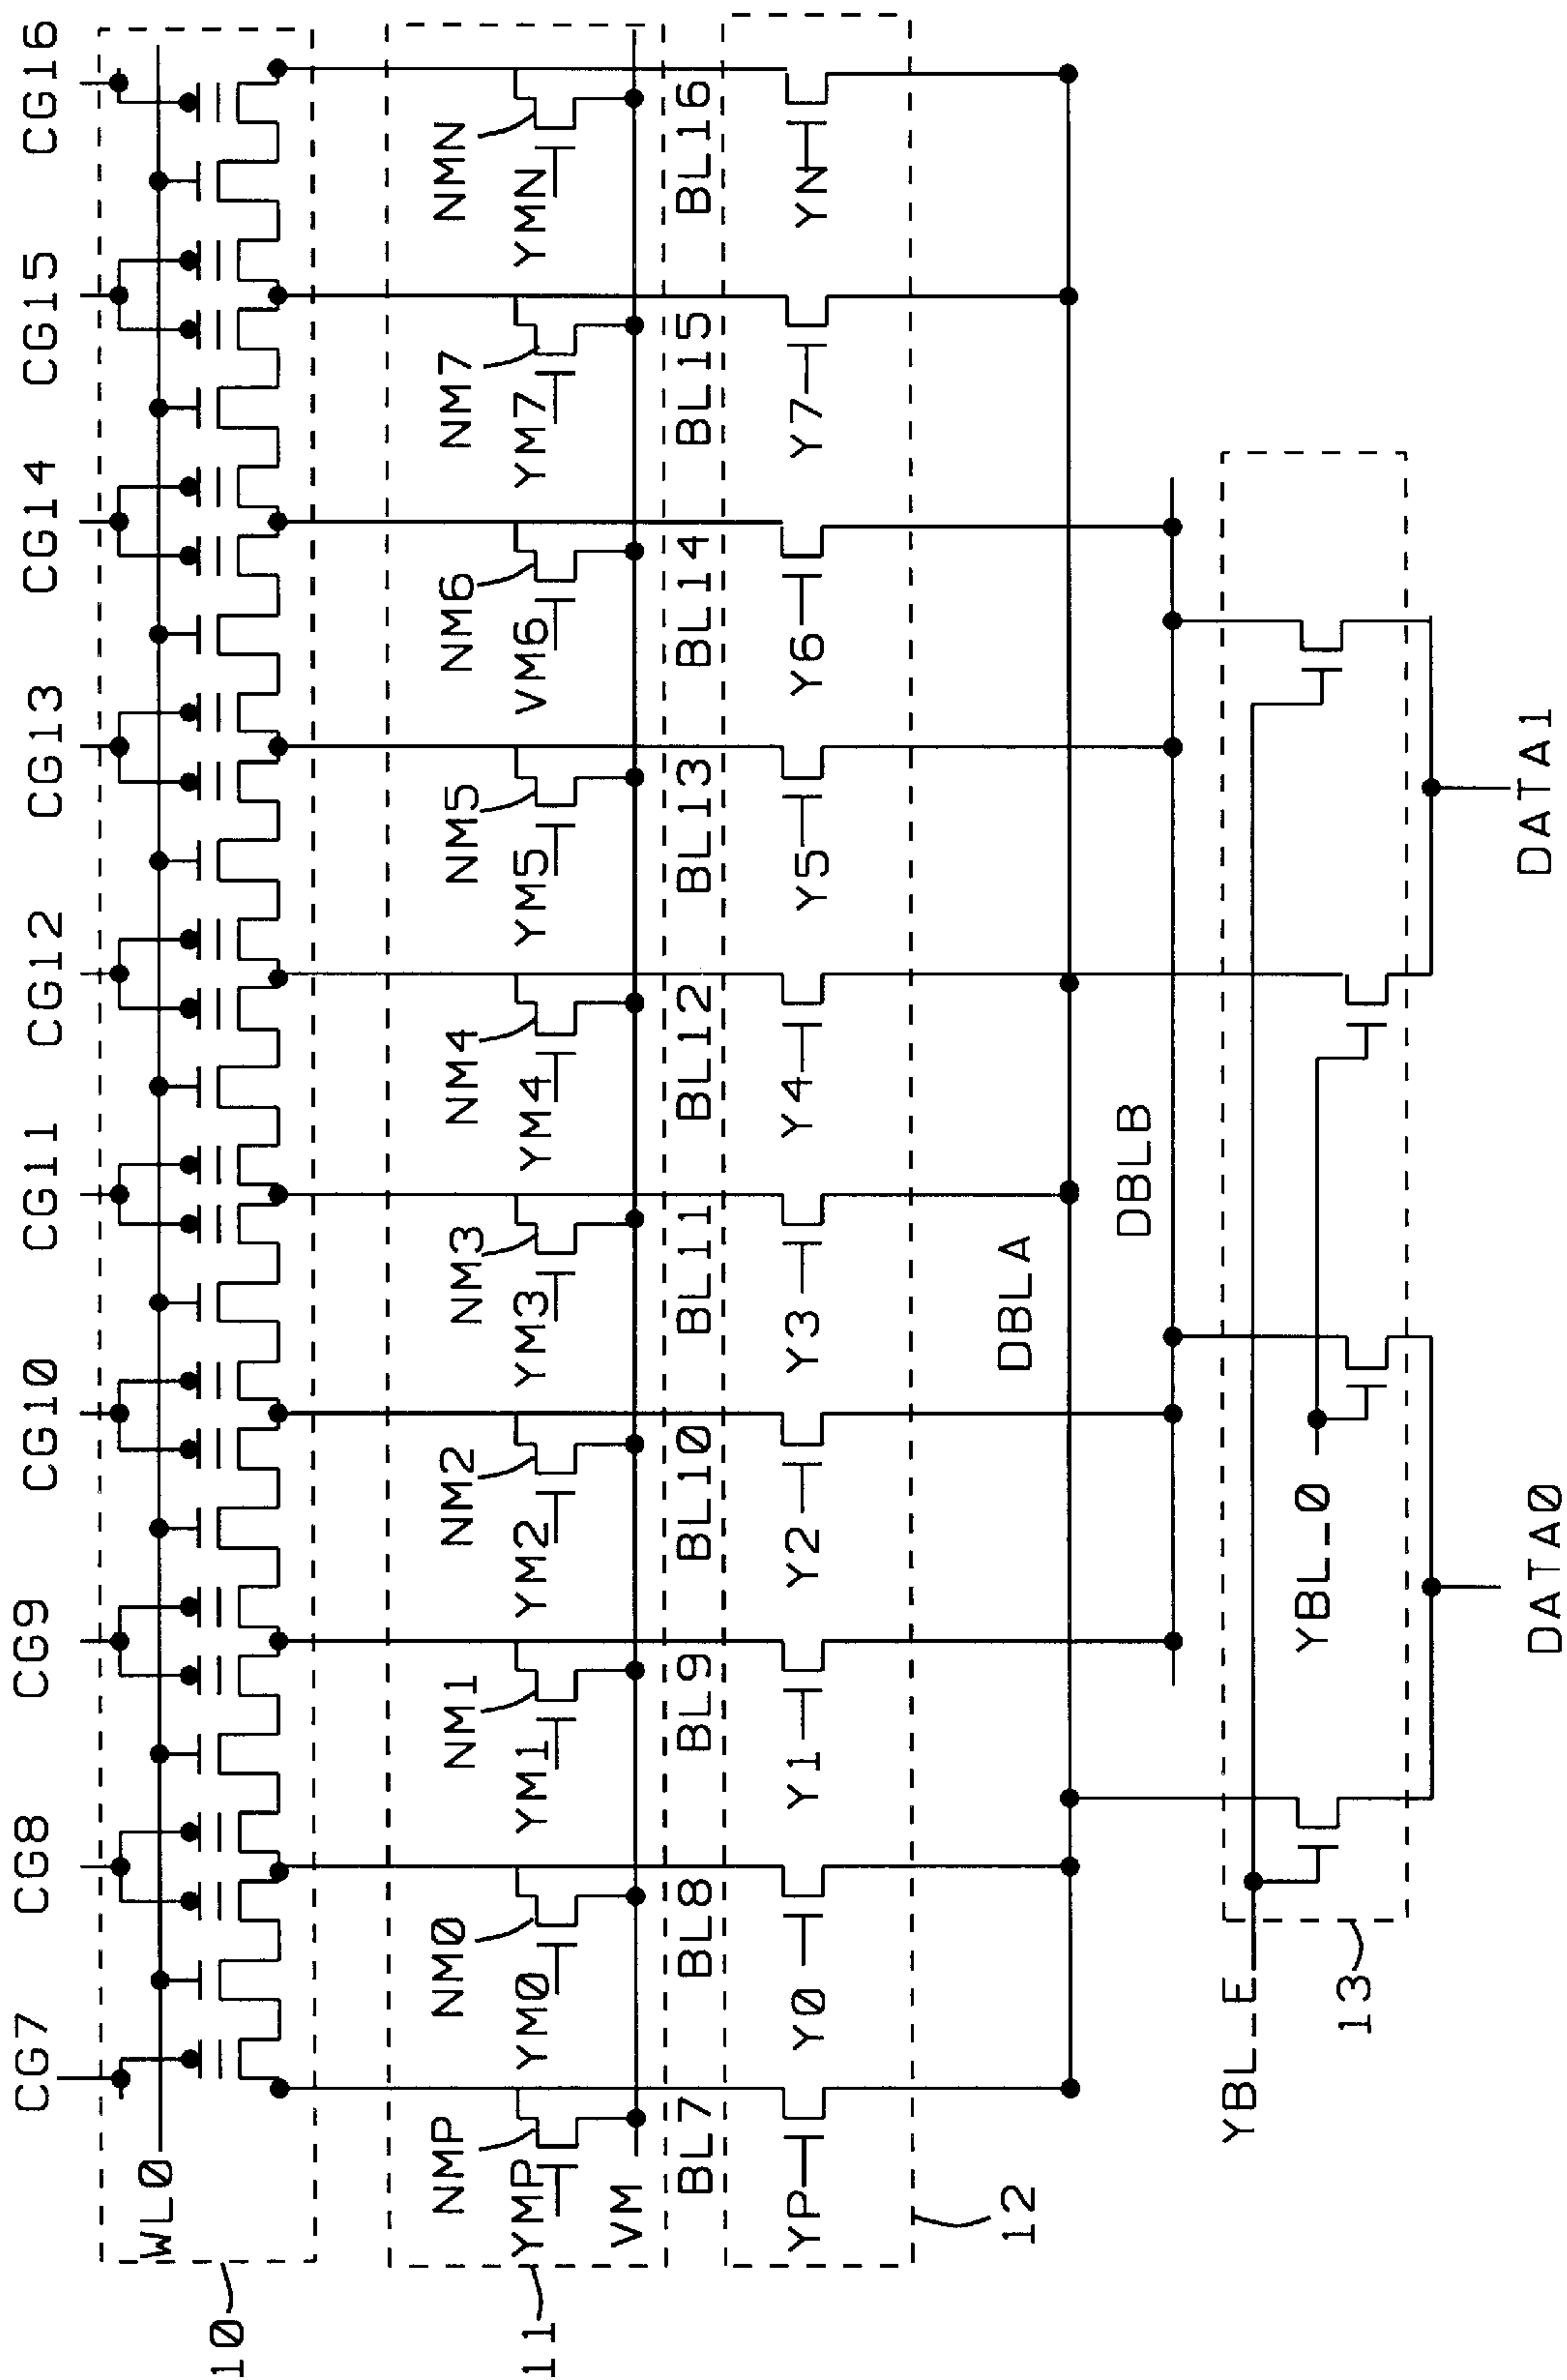 CG7 CG8 CG9 CG10 CG11 CG12 CG13 CG14 CG15 CG16
WL0
10
NMP NM0 NM1 NM2 NM3 NM4 NM5 NM6 NM7 NMN
YMP YM0 YM1 YM2 YM3 YM4 YM5 VM6 YM7 YMN
11
VM
BL7 BL8 BL9 BL10 BL11 BL12 BL13 BL14 BL15 BL16
YP Y0 Y1 Y2 Y3 Y4 Y5 Y6 Y7 YN
12
DBLA
DBLB
YBL_E
YBL_0
13
DATA0 DATA1